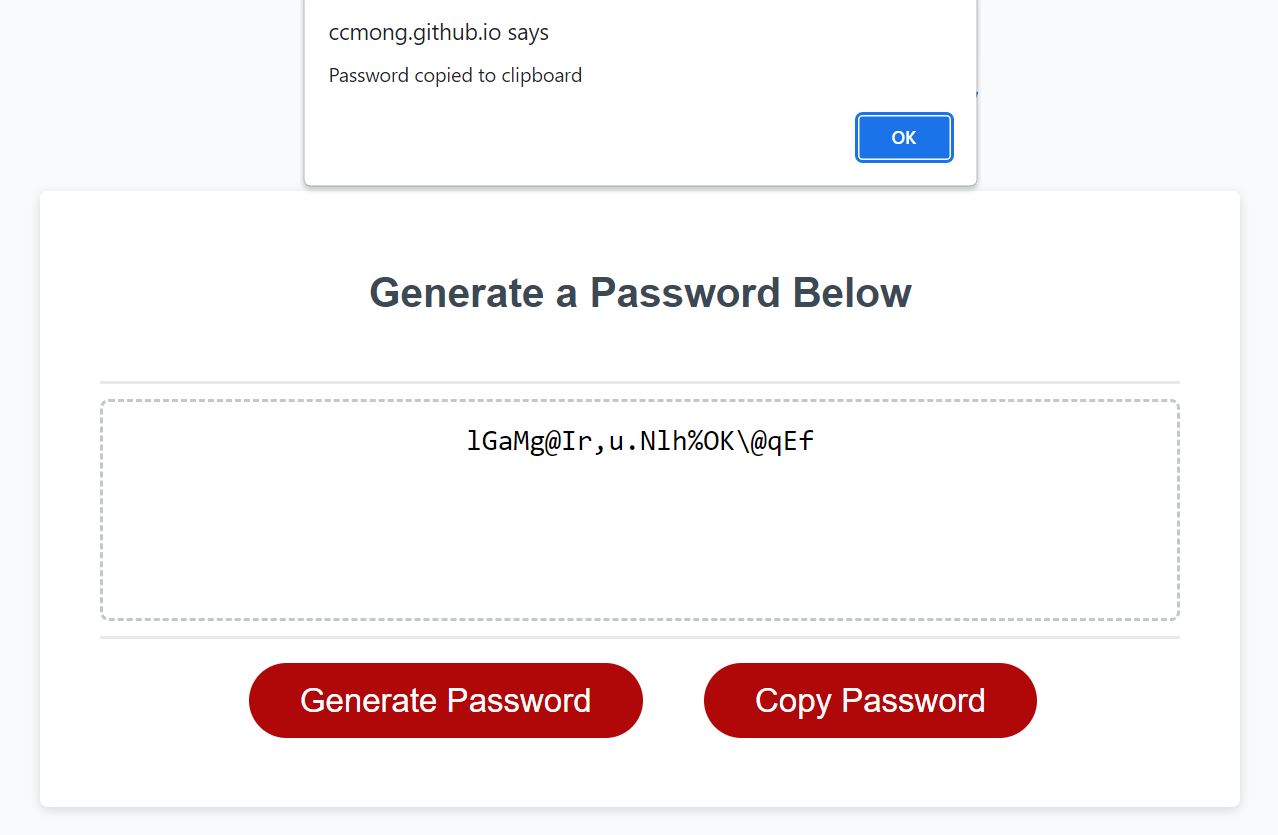 ccmong.github.io says
Password copied to clipboard
OK
Generate a Password Below
lGaMg@Ir,u.Nlh%OK\@qEf
Generate Password
Copy Password